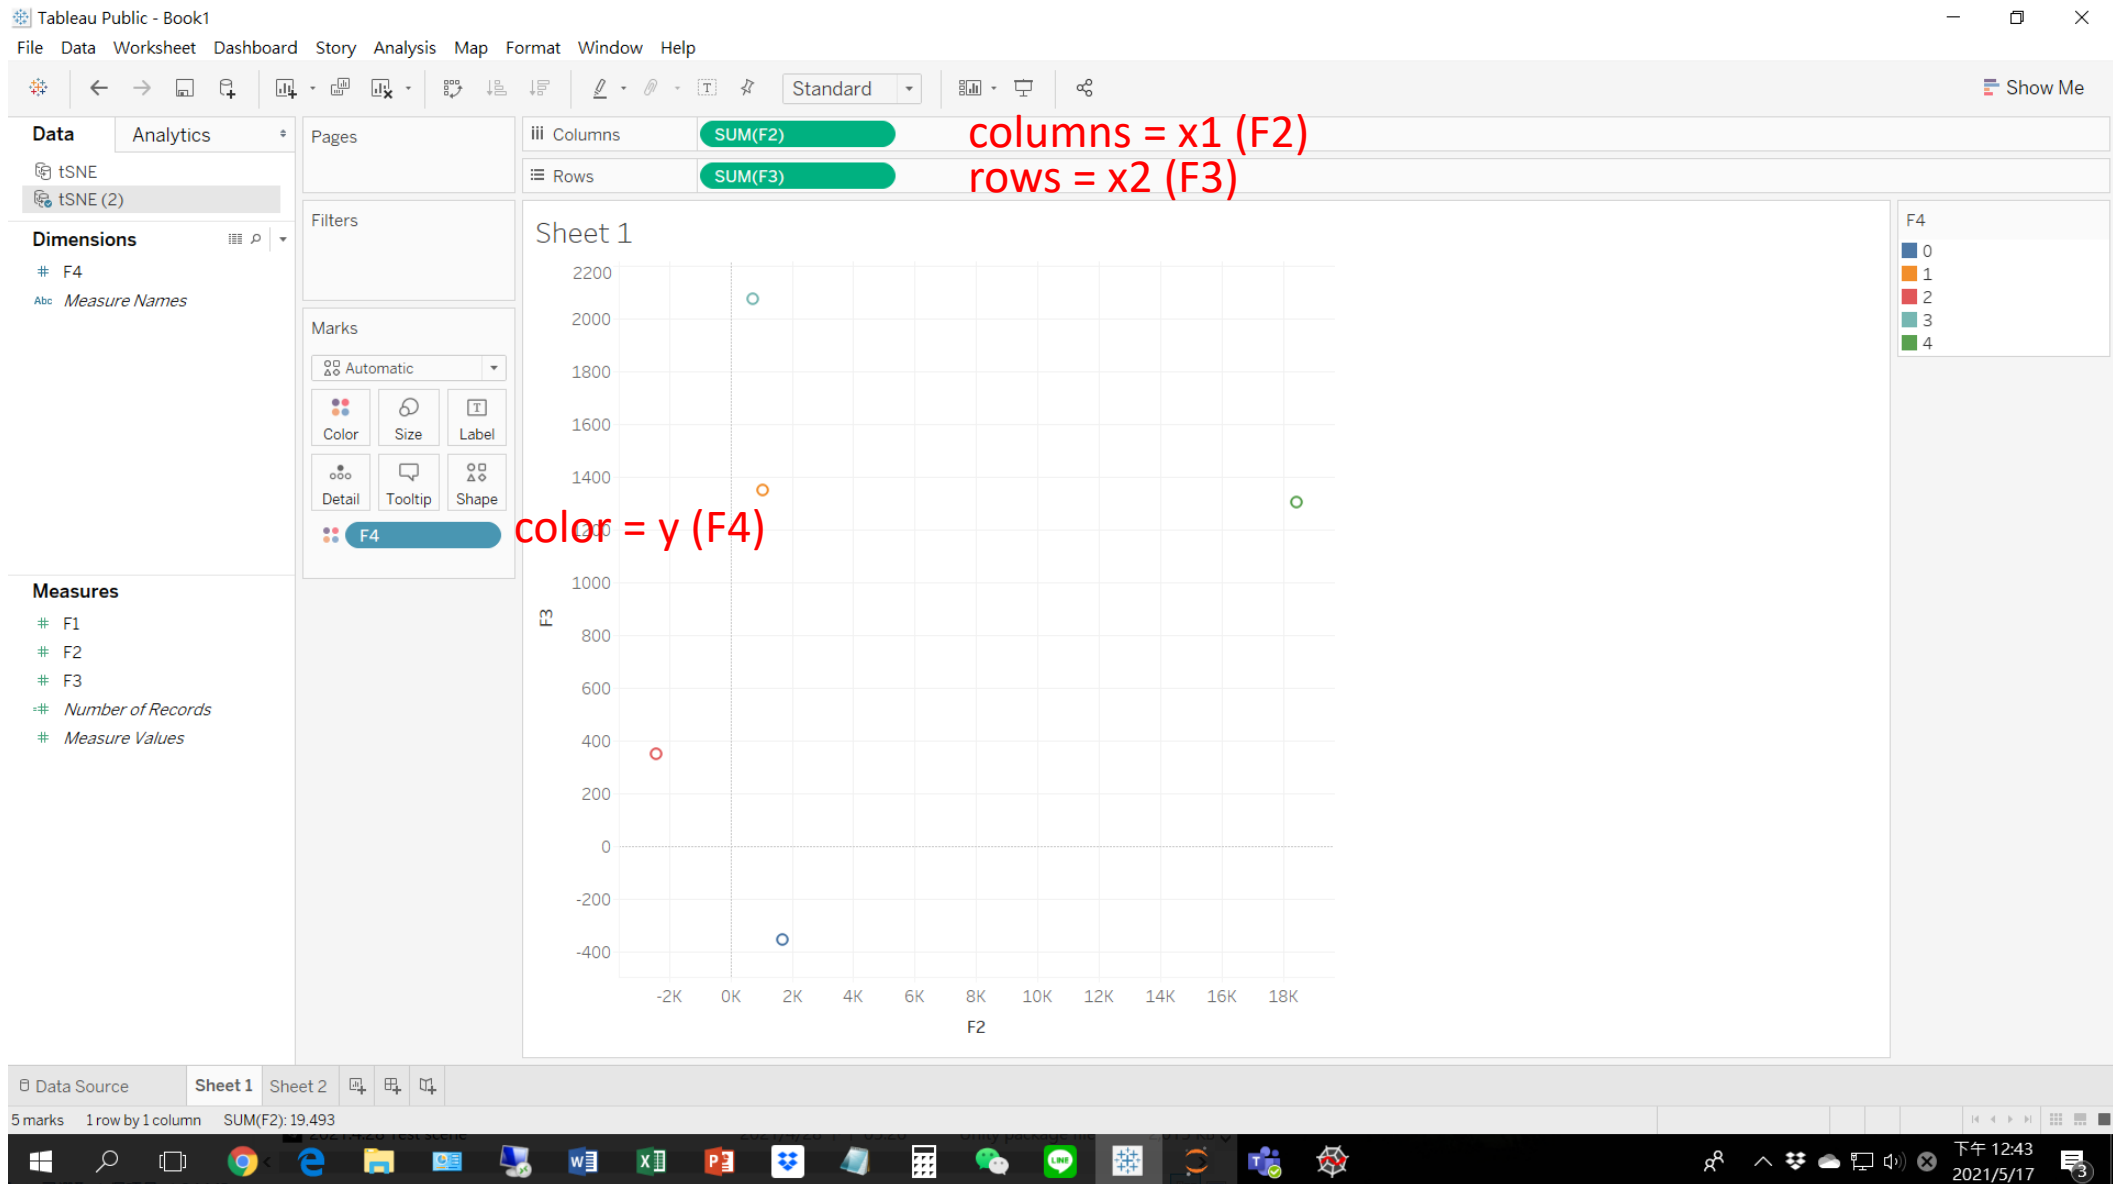 Tableau Public - Book1
File Data Worksheet Dashboard Story Analysis Map Format Window Help
Standard
Show Me
Data Analytics
tSNE
tSNE (2)
Dimensions
F4
Abc Measure Names
Measures
F1
F2
F3
Number of Records
Measure Values
Pages
Filters
Marks
Automatic
Color Size Label
Detail Tooltip Shape
F4
iii Columns SUM(F2)
Rows SUM(F3)
columns = x1 (F2)
rows = x2 (F3)
color = y (F4)
Sheet 1
2200
2000
1800
1600
1400
1200
1000
800
600
400
200
0
-200
-400
F3
-2K 0K 2K 4K 6K 8K 10K 12K 14K 16K 18K
F2
F4
0
1
2
3
4
Data Source Sheet 1 Sheet 2
5 marks 1 row by 1 column SUM(F2): 19.493
下午 12:43
2021/5/17
3